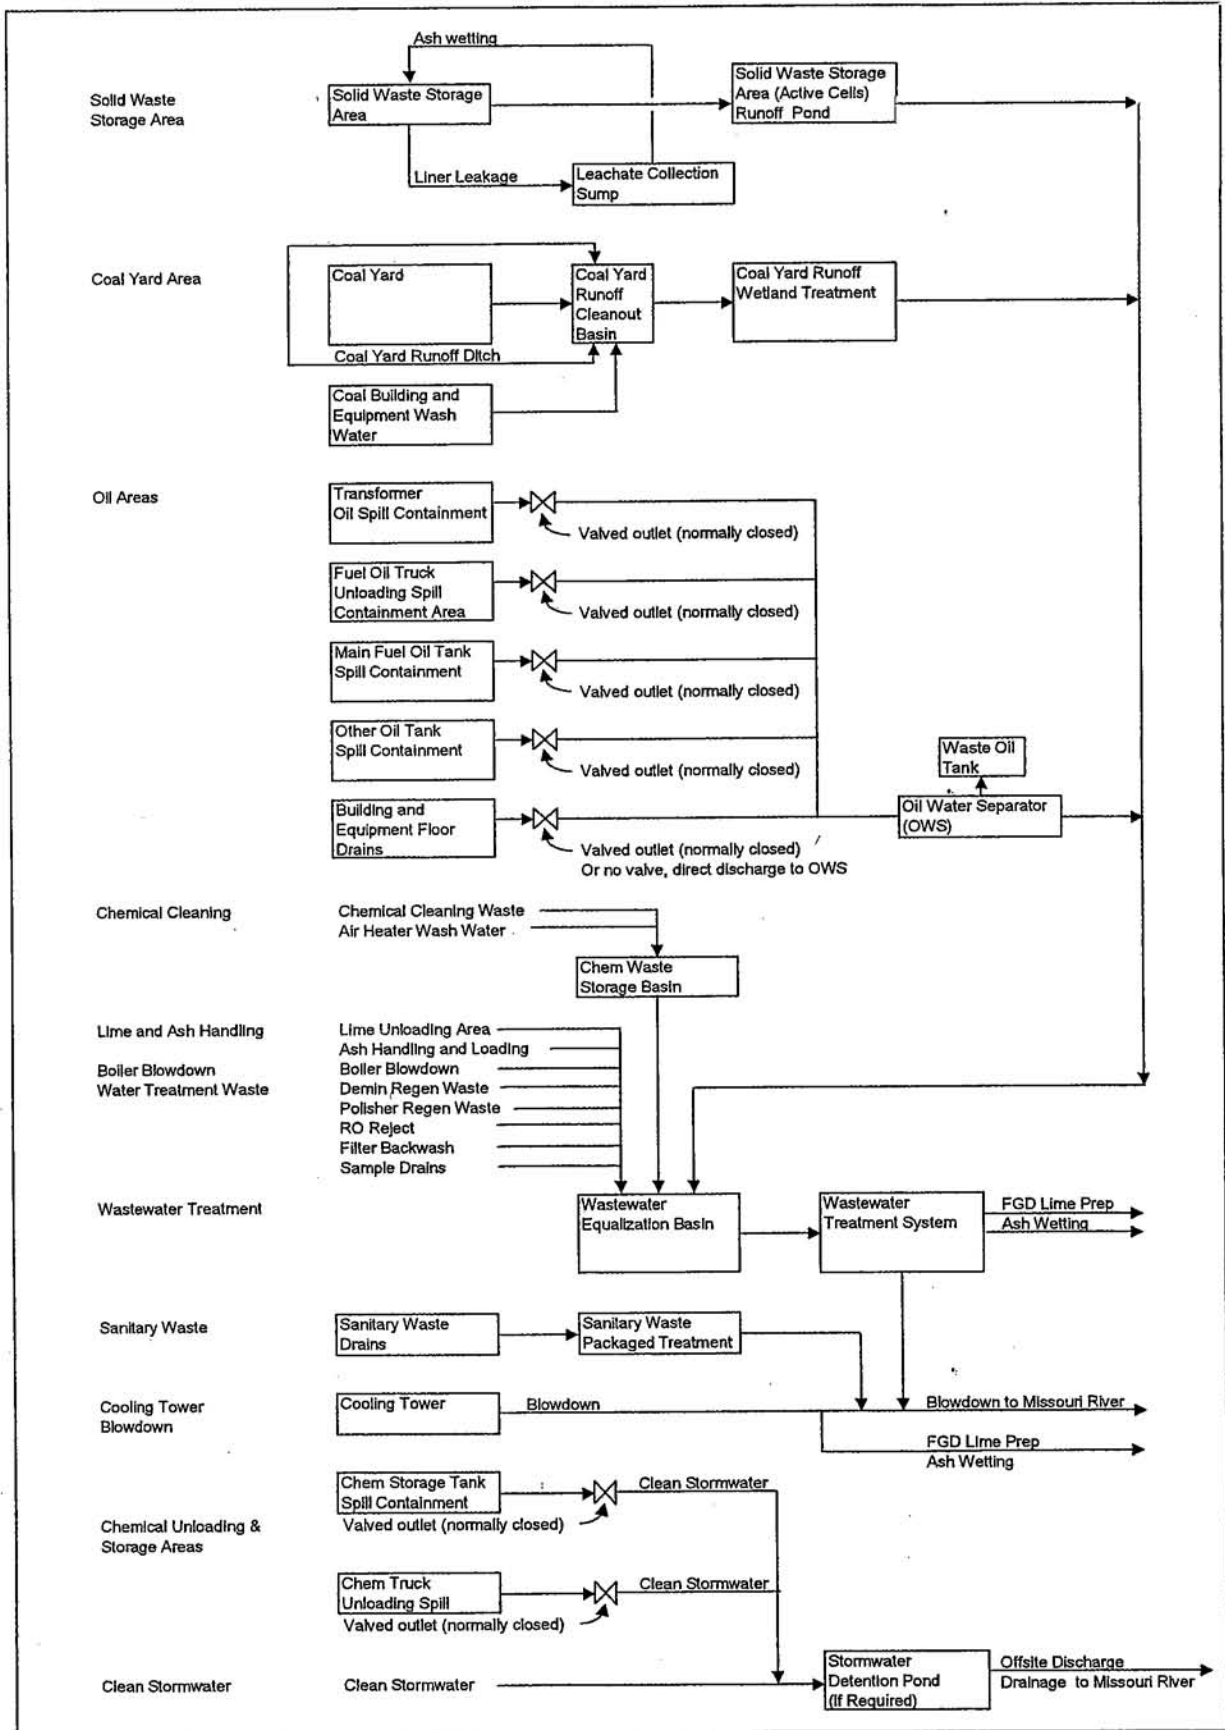 Ash wetting
Solid Waste
Storage Area
Solid Waste Storage
Area
Solid Waste Storage
Area (Active Cells)
Runoff Pond
Liner Leakage
Leachate Collection
Sump
Coal Yard Area
Coal Yard
Coal Yard
Runoff
Cleanout
Basin
Coal Yard Runoff
Wetland Treatment
Coal Yard Runoff Ditch
Coal Building and
Equipment Wash
Water
Oil Areas
Transformer
Oil Spill Containment
Valved outlet (normally closed)
Fuel Oil Truck
Unloading Spill
Containment Area
Valved outlet (normally closed)
Main Fuel Oil Tank
Spill Containment
Valved outlet (normally closed)
Other Oil Tank
Spill Containment
Valved outlet (normally closed)
Waste Oil
Tank
Building and
Equipment Floor
Drains
Oil Water Separator
(OWS)
Valved outlet (normally closed)
Or no valve, direct discharge to OWS
Chemical Cleaning
Chemical Cleaning Waste
Air Heater Wash Water
Chem Waste
Storage Basin
Lime and Ash Handling
Lime Unloading Area
Ash Handling and Loading
Boiler Blowdown
Boiler Blowdown
Water Treatment Waste
Demin Regen Waste
Polisher Regen Waste
RO Reject
Filter Backwash
Sample Drains
Wastewater Treatment
Wastewater
Equalization Basin
Wastewater
Treatment System
FGD Lime Prep
Ash Wetting
Sanitary Waste
Sanitary Waste
Drains
Sanitary Waste
Packaged Treatment
Cooling Tower
Blowdown
Cooling Tower
Blowdown
Blowdown to Missouri River
FGD Lime Prep
Ash Wetting
Chemical Unloading &
Storage Areas
Chem Storage Tank
Spill Containment
Clean Stormwater
Valved outlet (normally closed)
Chem Truck
Unloading Spill
Clean Stormwater
Valved outlet (normally closed)
Clean Stormwater
Clean Stormwater
Stormwater
Detention Pond
(If Required)
Offsite Discharge
Drainage to Missouri River